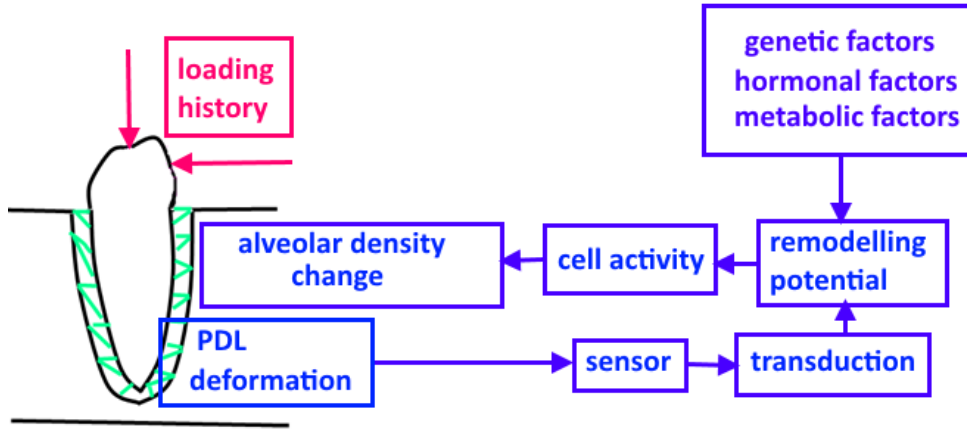 loading
history
genetic factors
hormonal factors
metabolic factors
alveolar density
change
cell activity
remodelling
potential
PDL
deformation
sensor
transduction